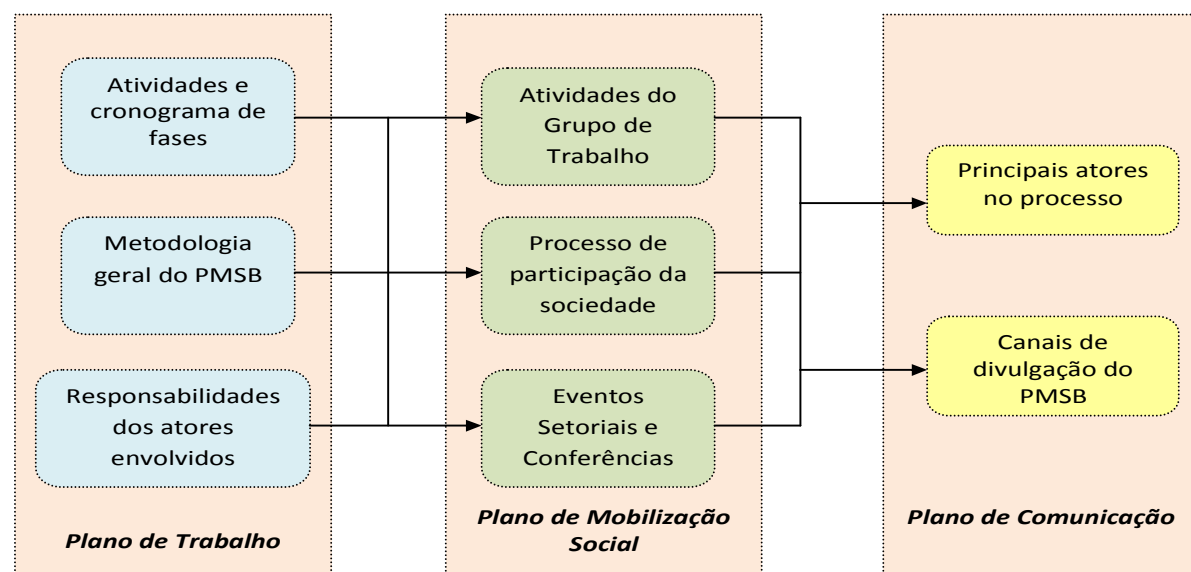 Atividades e
cronograma de
fases
Metodologia
geral do PMSB
Responsabilidades
dos atores
envolvidos
Plano de Trabalho
Atividades do
Grupo de
Trabalho
Processo de
participação da
sociedade
Eventos
Setoriais e
Conferências
Plano de Mobilização
Social
Principais atores
no processo
Canais de
divulgação do
PMSB
Plano de Comunicação